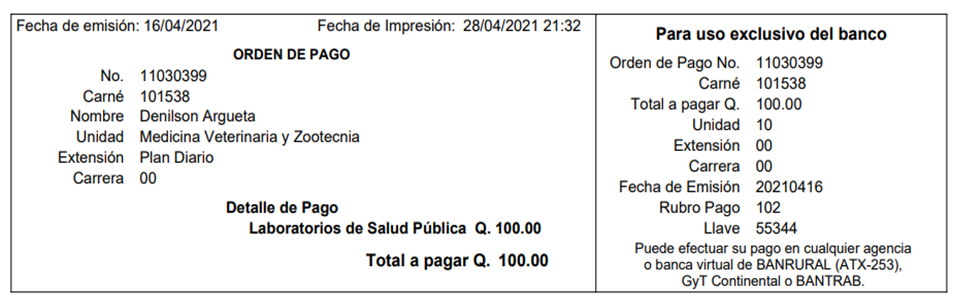 Fecha de emisión: 16/04/2021 Fecha de Impresión: 28/04/2021 21:32
ORDEN DE PAGO
No. 11030399
Carné 101538
Nombre Denilson Argueta
Unidad Medicina Veterinaria y Zootecnia
Extensión Plan Diario
Carrera 00
Detalle de Pago
Laboratorios de Salud Pública Q. 100.00
Total a pagar Q. 100.00
Para uso exclusivo del banco
Orden de Pago No. 11030399
Carné 101538
Total a pagar Q. 100.00
Unidad 10
Extensión 00
Carrera 00
Fecha de Emisión 20210416
Rubro Pago 102
Llave 55344
Puede efectuar su pago en cualquier agencia
o banca virtual de BANRURAL (ATX-253),
GyT Continental o BANTRAB.